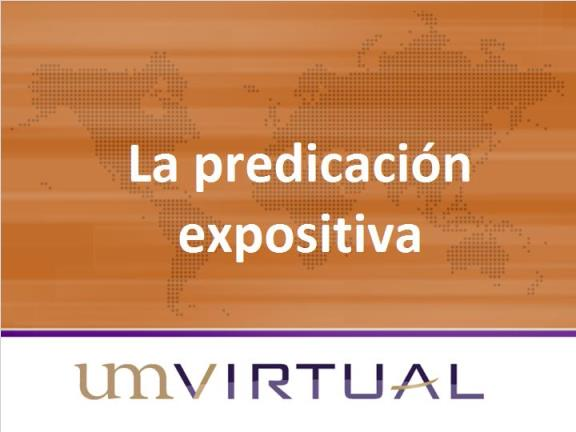 La predicación
expositiva
umVIRTUAL